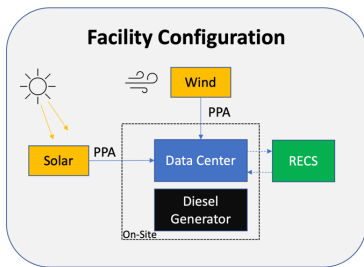 Facility Configuration
Wind
PPA
Solar
PPA
Data Center
RECS
Diesel
Generator
On-Site